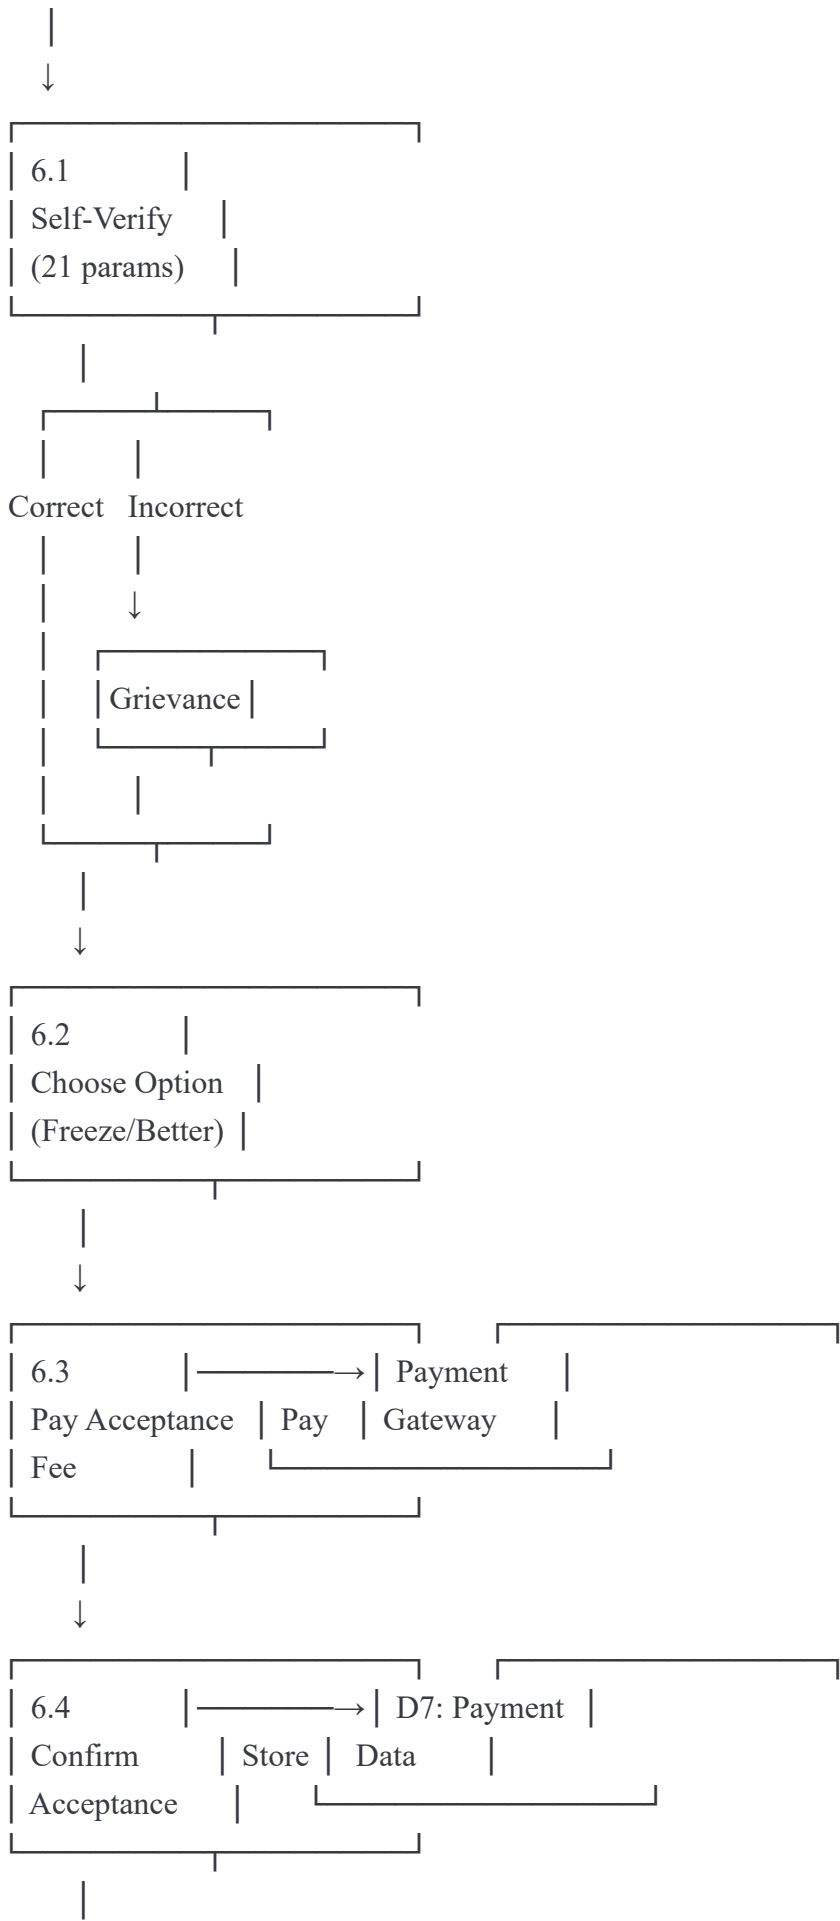 6.1
Self-Verify
(21 params)
Correct Incorrect
Grievance
6.2
Choose Option
(Freeze/Better)
6.3 Payment
Pay Acceptance Pay Gateway
Fee
6.4 D7: Payment
Confirm Store Data
Acceptance